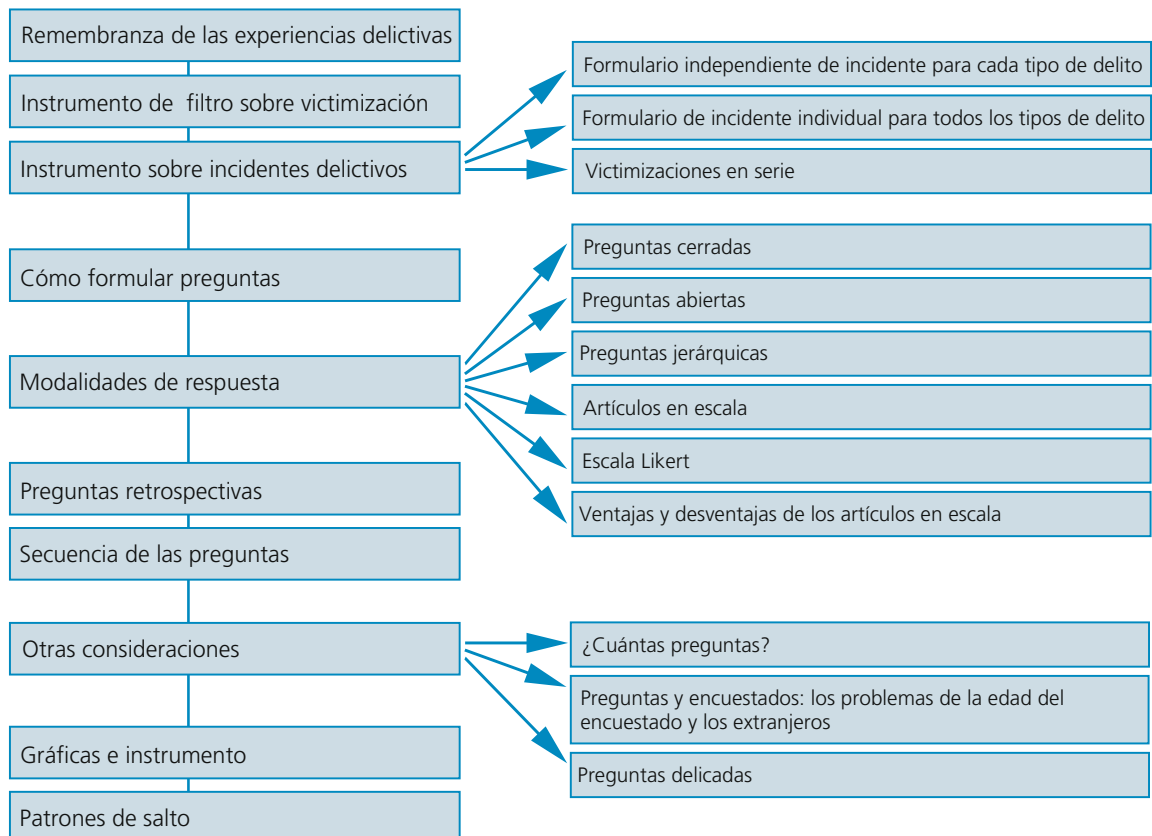 Remembranza de las experiencias delictivas
Instrumento de filtro sobre victimización
Instrumento sobre incidentes delictivos
Formulario independiente de incidente para cada tipo de delito
Formulario de incidente individual para todos los tipos de delito
Victimizaciones en serie
Cómo formular preguntas
Modalidades de respuesta
Preguntas cerradas
Preguntas abiertas
Preguntas jerárquicas
Artículos en escala
Escala Likert
Ventajas y desventajas de los artículos en escala
Preguntas retrospectivas
Secuencia de las preguntas
Otras consideraciones
¿Cuántas preguntas?
Preguntas y encuestados: los problemas de la edad del
encuestado y los extranjeros
Preguntas delicadas
Gráficas e instrumento
Patrones de salto